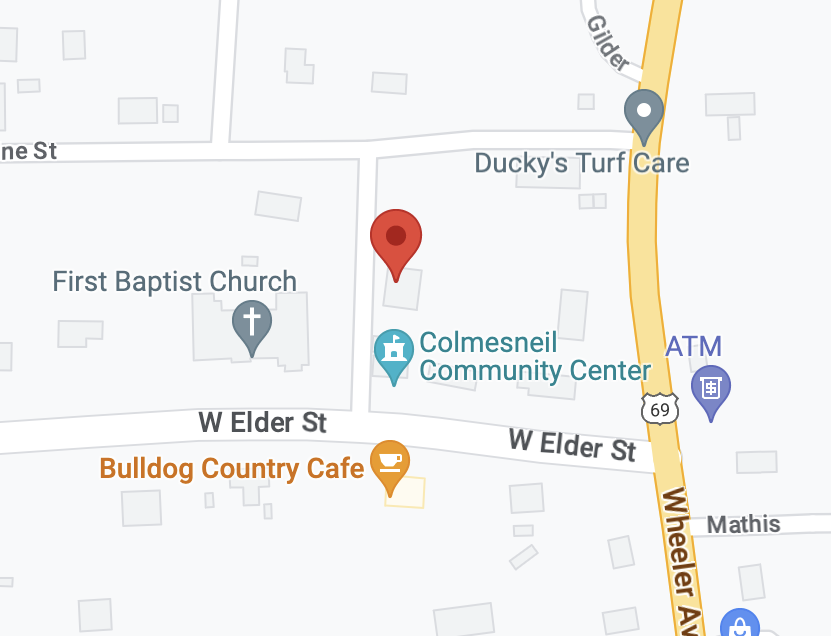 Gilder
ne St
Ducky's Turf Care
First Baptist Church
Colmesneil
Community Center
ATM
69
W Elder St
W Elder St
Bulldog Country Cafe
Wheeler Av
Mathis